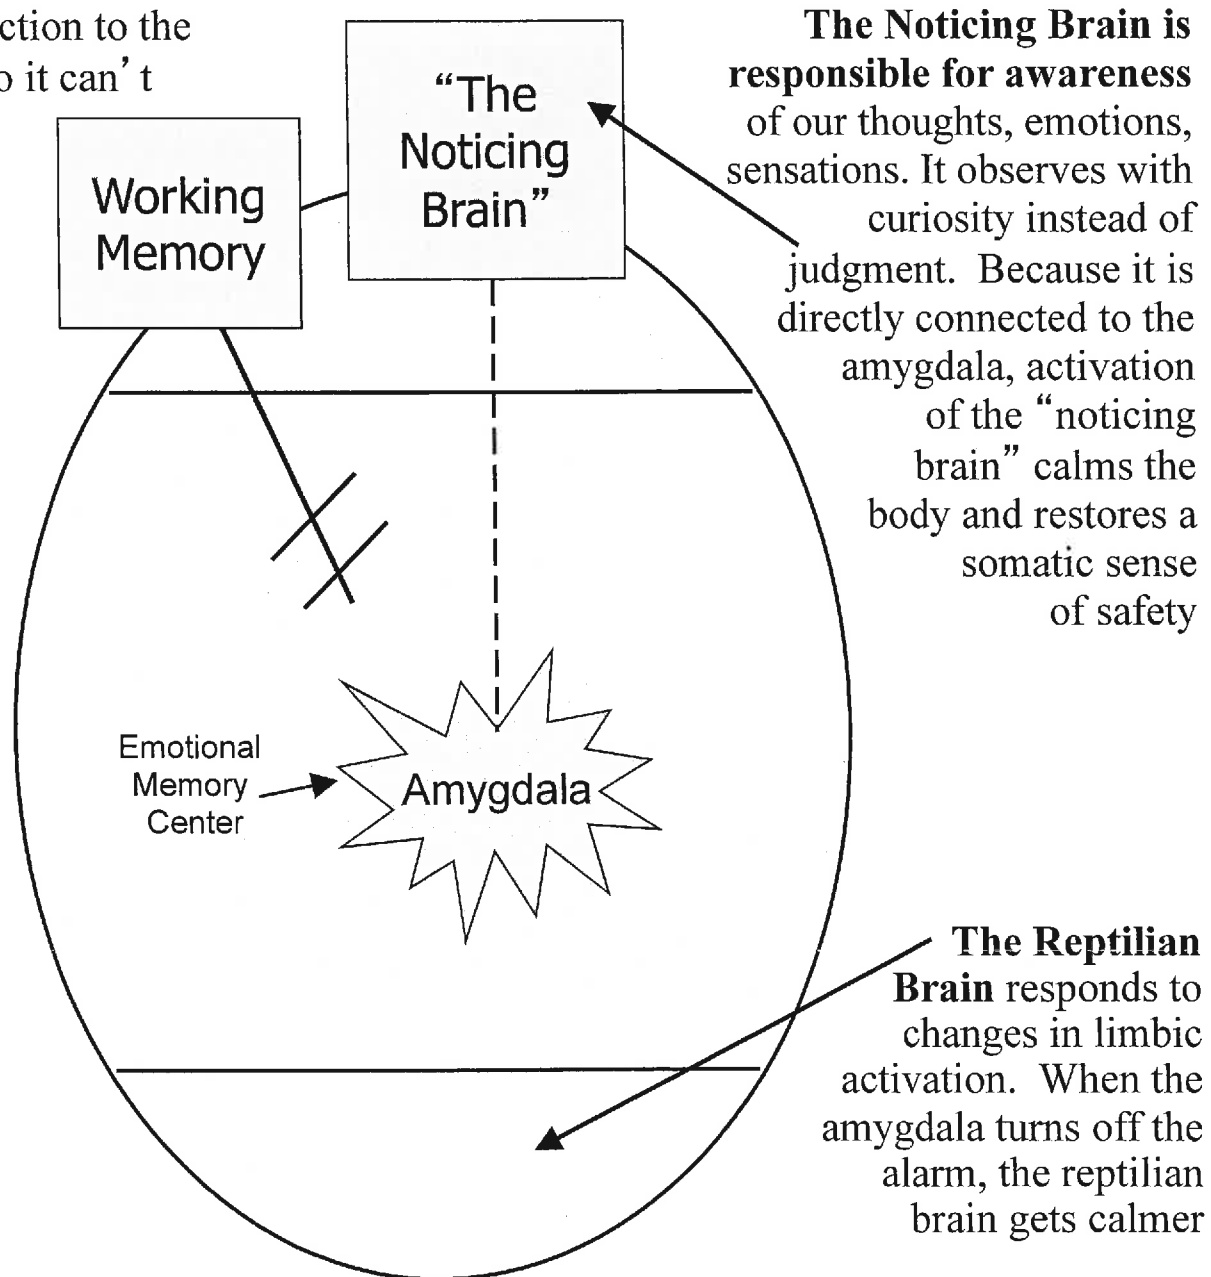 ction to the
o it can't
"The
Noticing
Brain"
Working
Memory
The Noticing Brain is
responsible for awareness
of our thoughts, emotions,
sensations. It observes with
curiosity instead of
judgment.  Because it is
directly connected to the
amygdala, activation
of the "noticing
brain" calms the
body and restores a
somatic sense
of safety
Emotional
Memory
Center
Amygdala
The Reptilian
Brain responds to
changes in limbic
activation.  When the
amygdala turns off the
alarm, the reptilian
brain gets calmer